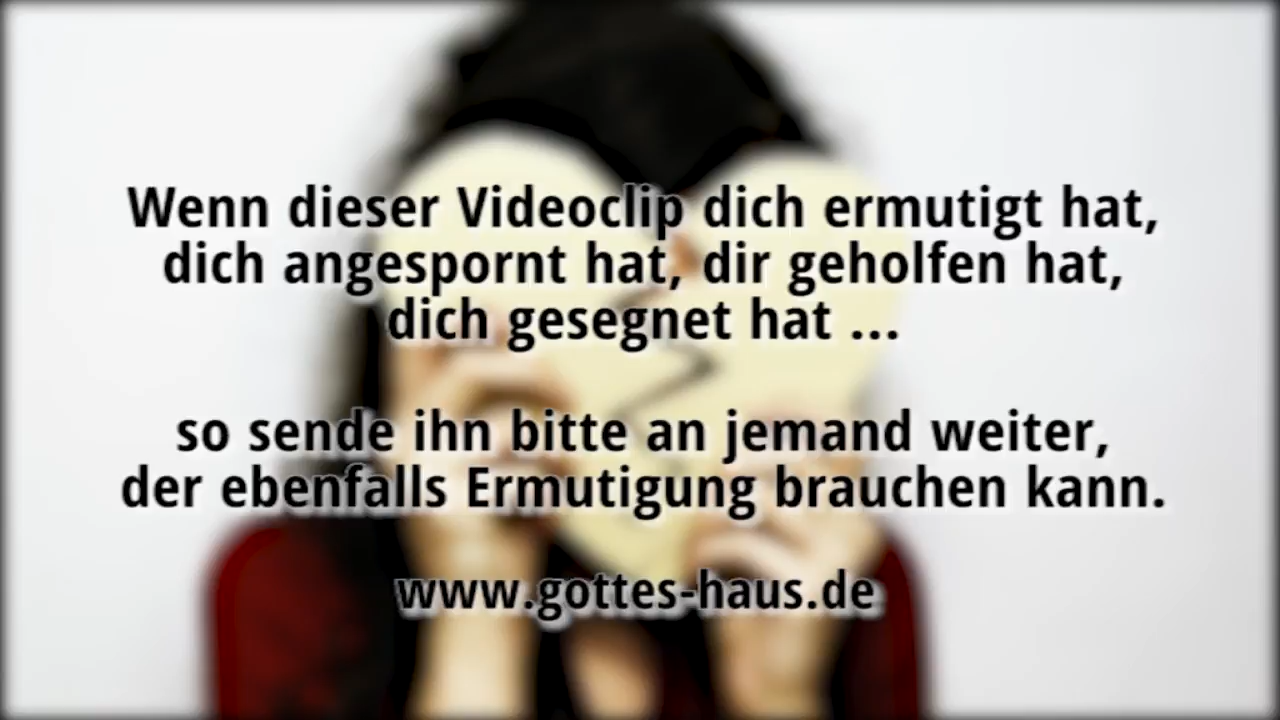 Wenn dieser Videoclip dich ermutigt hat,
dich angespornt hat, dir geholfen hat,
dich gesegnet hat ...
so sende ihn bitte an jemand weiter,
der ebenfalls Ermutigung brauchen kann.
www.gottes-haus.de